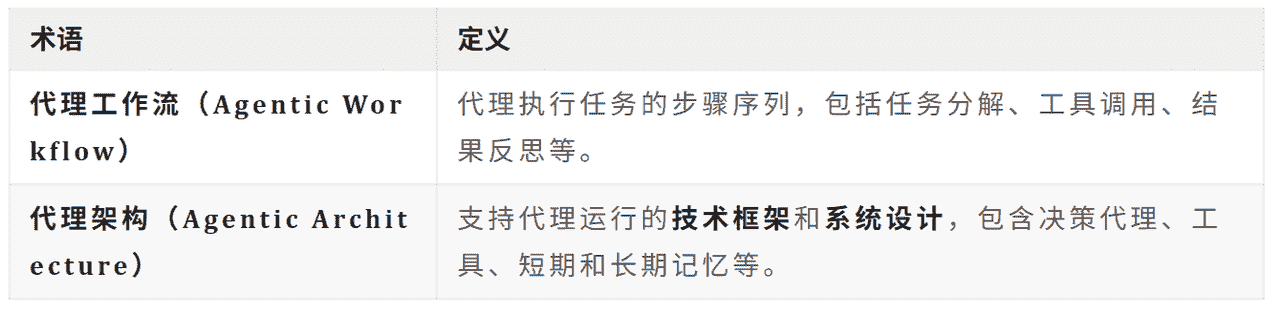 术语
定义
代理工作流（Agentic Wor
kflow）
代理执行任务的步骤序列，包括任务分解、工具调用、结
果反思等。
代理架构（Agentic Archit
ecture）
支持代理运行的技术框架和系统设计，包含决策代理、工
具、短期和长期记忆等。